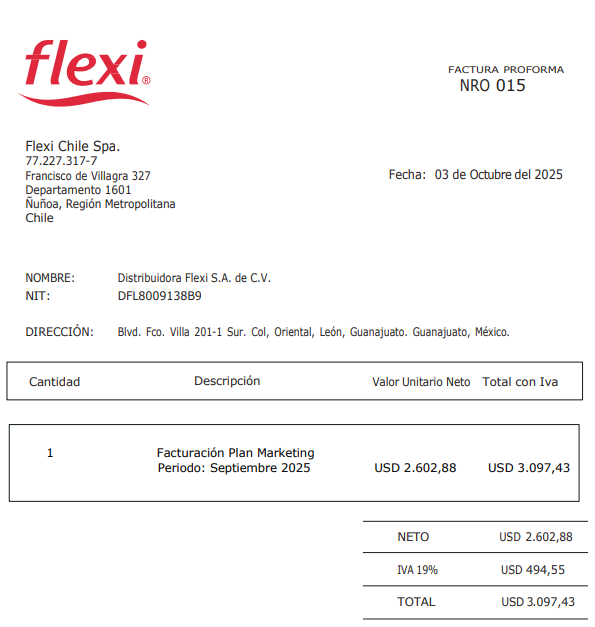 flexi®
FACTURA PROFORMA
NRO 015
Flexi Chile Spa.
77.227.317-7
Francisco de Villagra 327
Departamento 1601
Ñuñoa, Región Metropolitana
Chile
Fecha: 03 de Octubre del 2025
NOMBRE: Distribuidora Flexi S.A. de C.V.
NIT: DFL8009138B9
DIRECCIÓN: Blvd. Fco. Villa 201-1 Sur. Col, Oriental, León, Guanajuato. Guanajuato, México.
Cantidad Descripción Valor Unitario Neto Total con Iva
1 Facturación Plan Marketing
Periodo: Septiembre 2025 USD 2.602,88 USD 3.097,43
NETO USD 2.602,88
IVA 19% USD 494,55
TOTAL USD 3.097,43